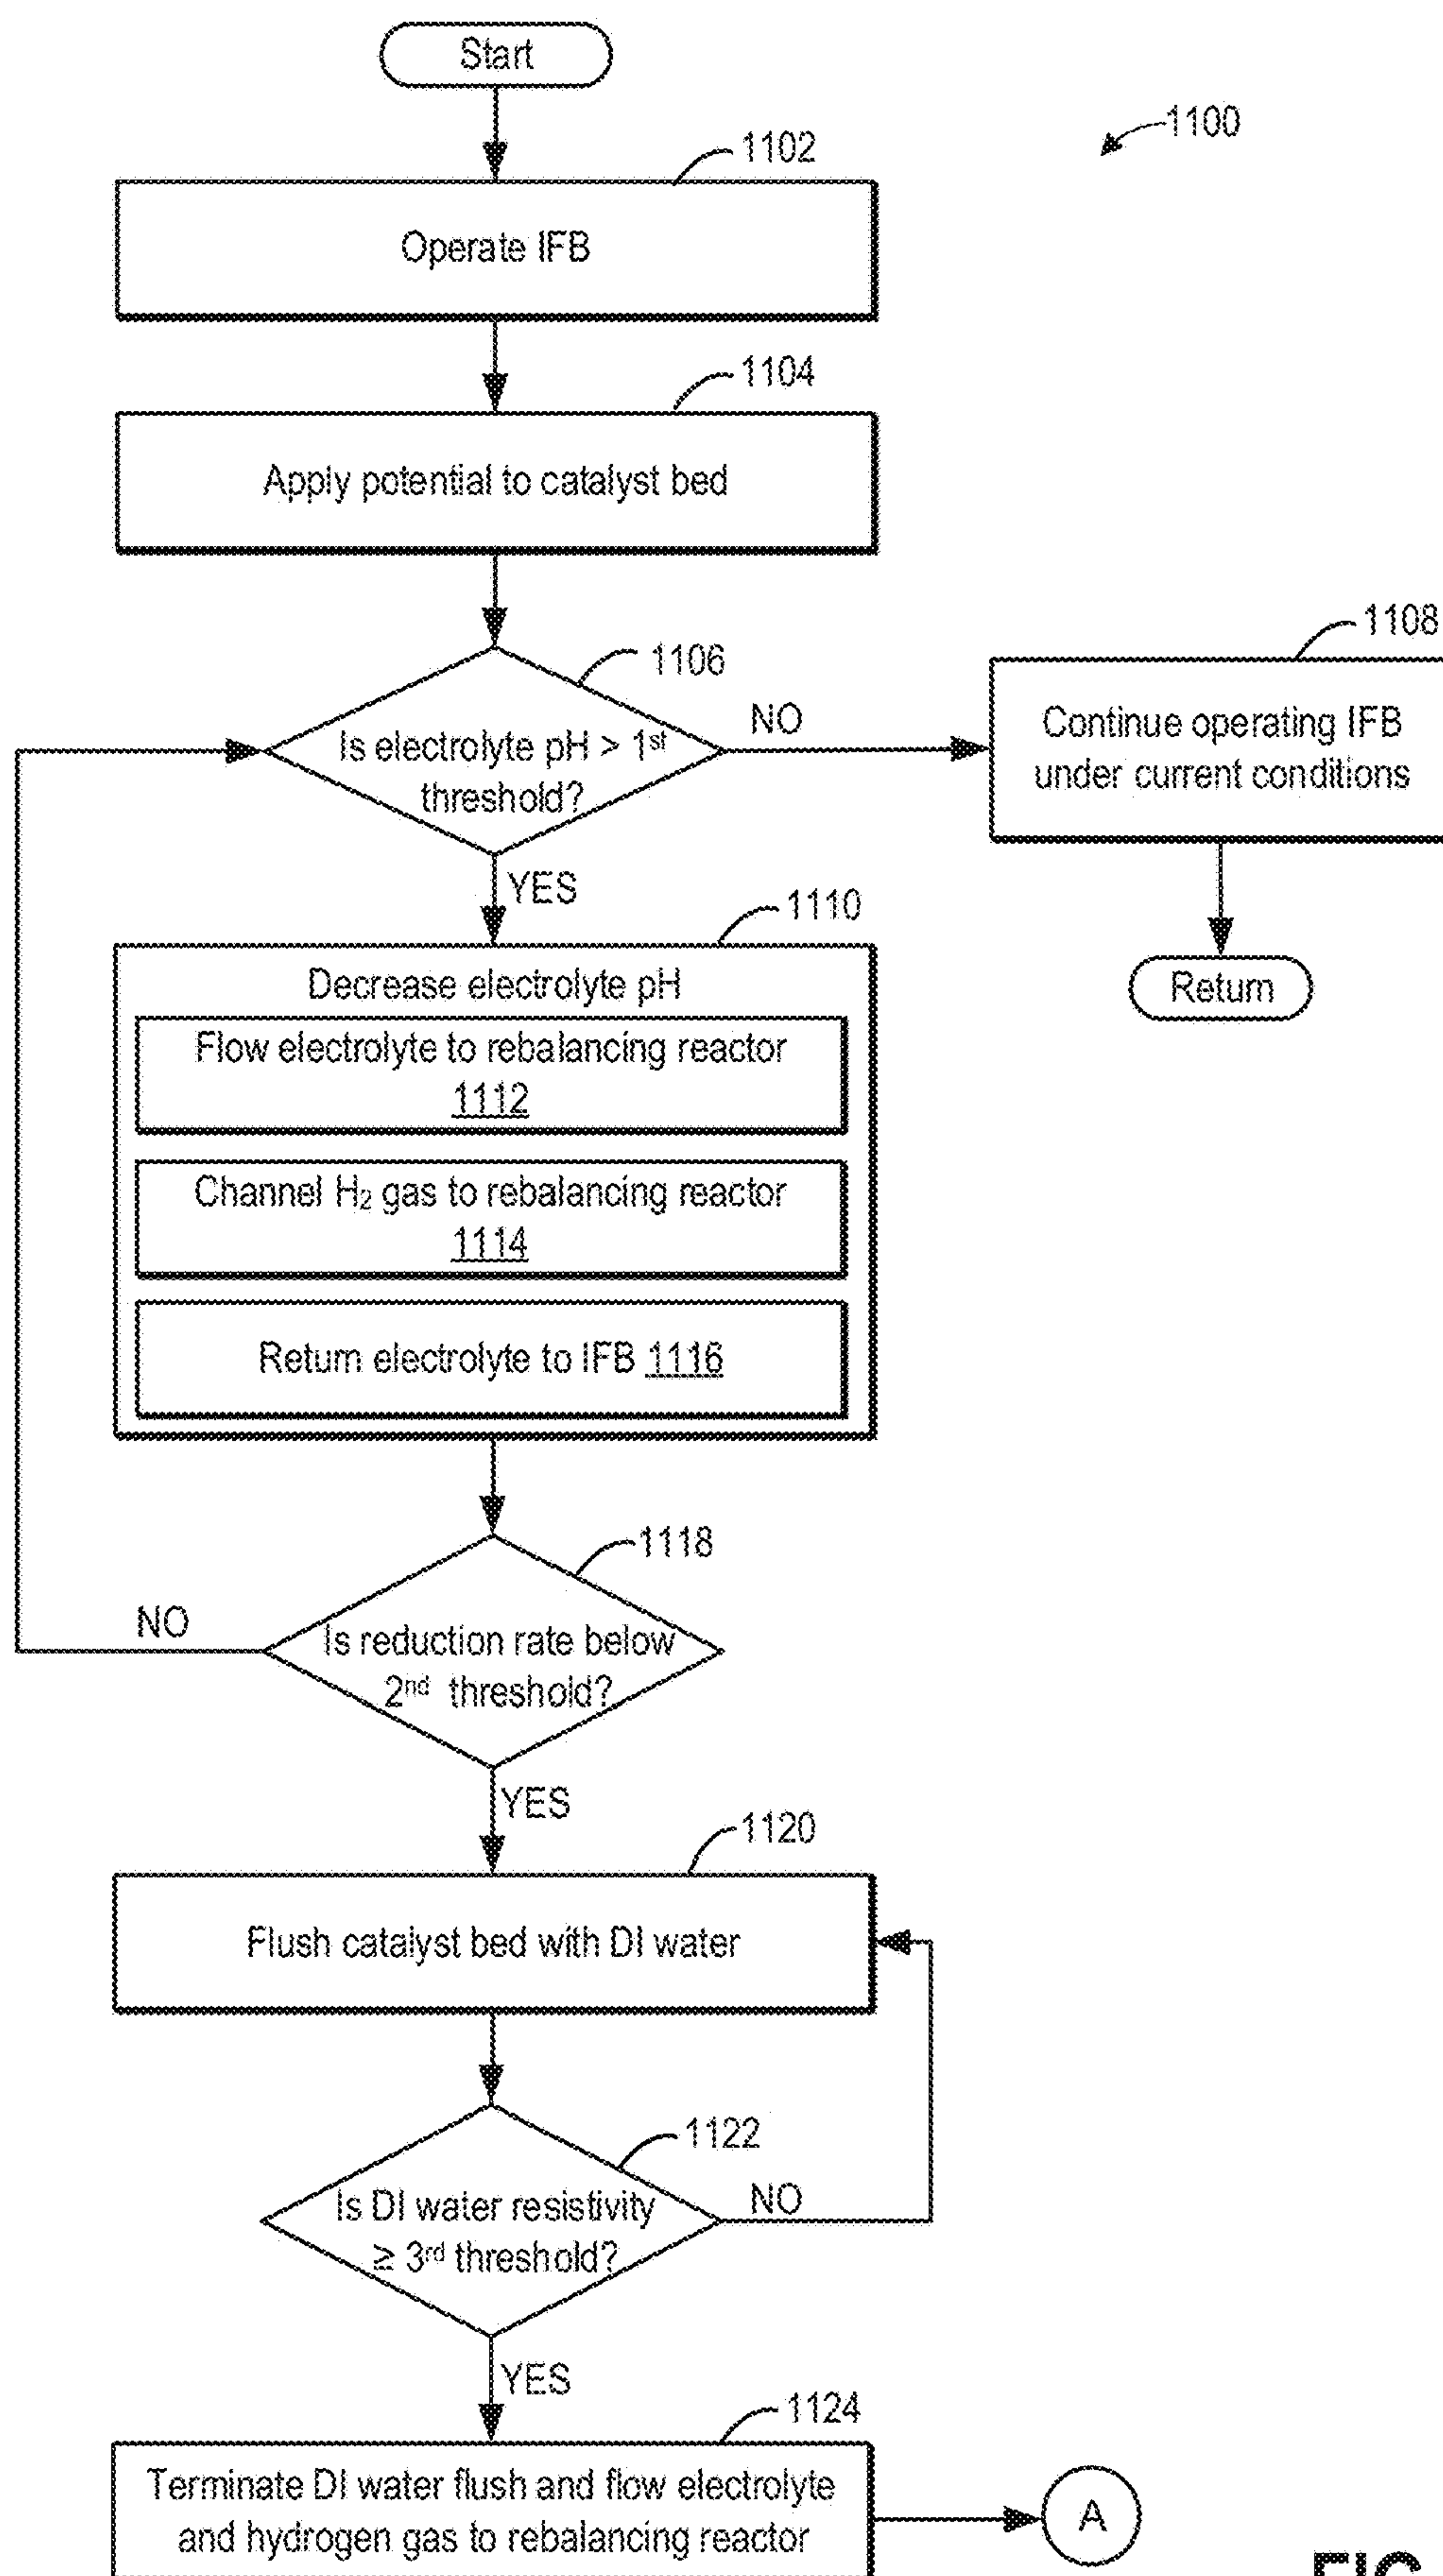 Start
1100
1102
Operate IFB
1104
Apply potential to catalyst bed
1106
1108
Is electrolyte pH > 1st
threshold?
NO
Continue operating IFB
under current conditions
YES
Return
1110
Decrease electrolyte pH
Flow electrolyte to rebalancing reactor
1112
Channel H₂ gas to rebalancing reactor
1114
Return electrolyte to IFB 1116
1118
NO
Is reduction rate below
2nd threshold?
YES
1120
Flush catalyst bed with DI water
1122
Is DI water resistivity
≥ 3rd threshold?
NO
YES
1124
Terminate DI water flush and flow electrolyte
and hydrogen gas to rebalancing reactor
A
FIG